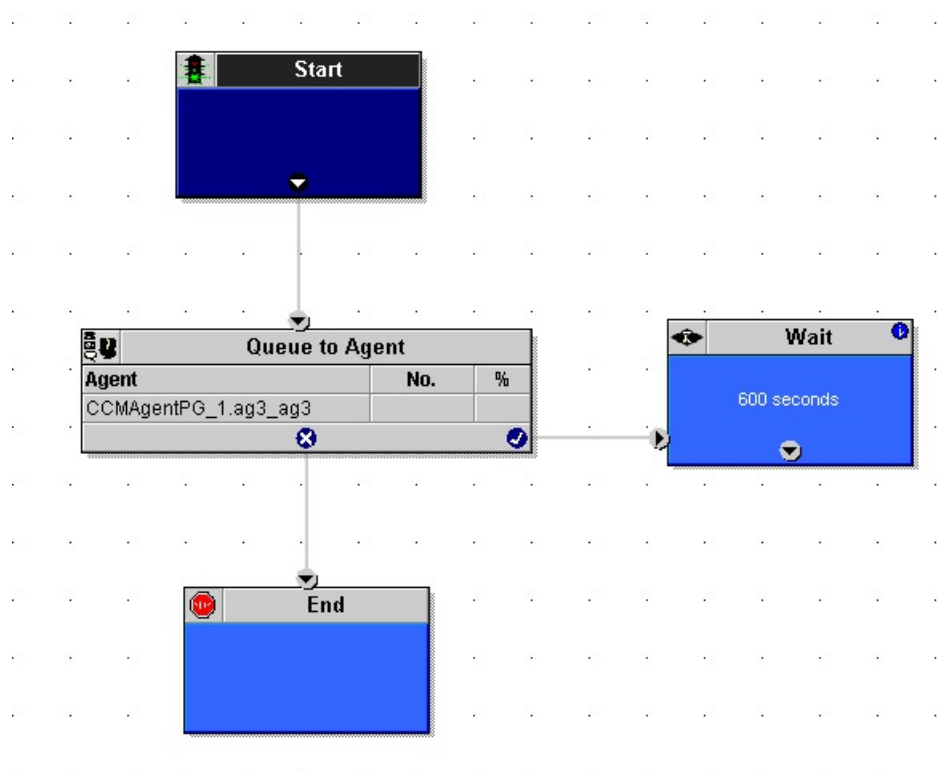 Start
Queue to Agent
Agent No. %
CCMAgentPG_1.ag3_ag3
Wait
600 seconds
End